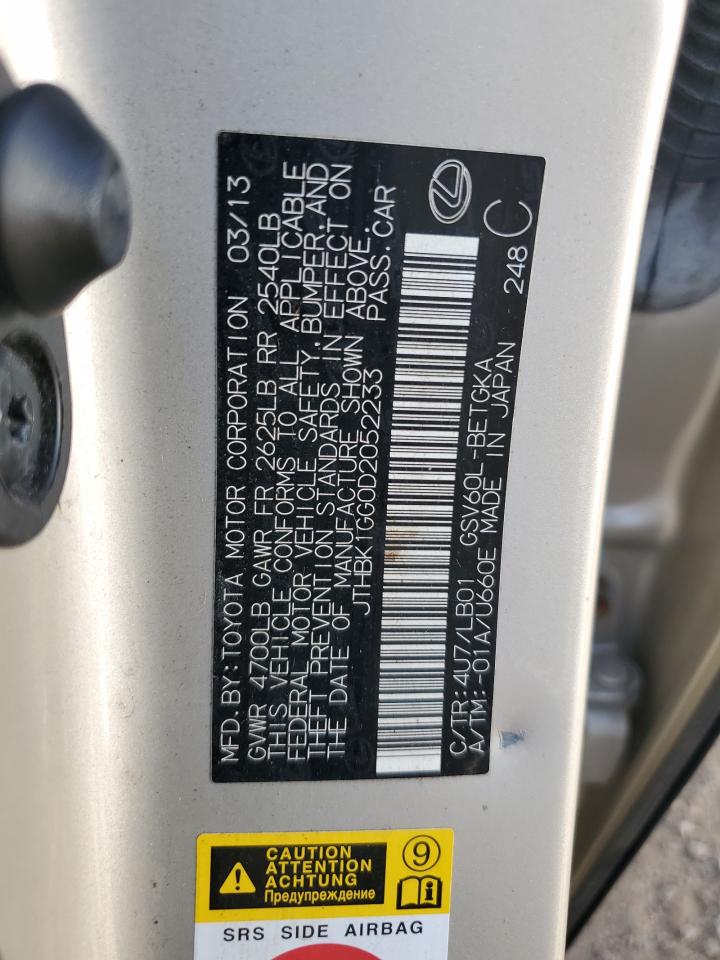 MFD.BY:TOYOTA MOTOR CORPORATION 03/13
GVWR 4700LB GAWR FR 2625LB RR 2540LB
THIS VEHICLE CONFORMS TO ALL APPLICABLE
FEDERAL MOTOR VEHICLE SAFETY,BUMPER,AND
THEFT PREVENTION STANDARDS IN EFFECT ON
THE DATE OF MANUFACTURE SHOWN ABOVE.
JTHBK1GG0D2052233 PASS.CAR
C/TR:4U7/LB01 GSV60L-BETGKA
A/TM:-01A/U660E MADE IN JAPAN
248 C
CAUTION
ATTENTION
ACHTUNG
Предупреждение
9
i
SRS SIDE AIRBAG